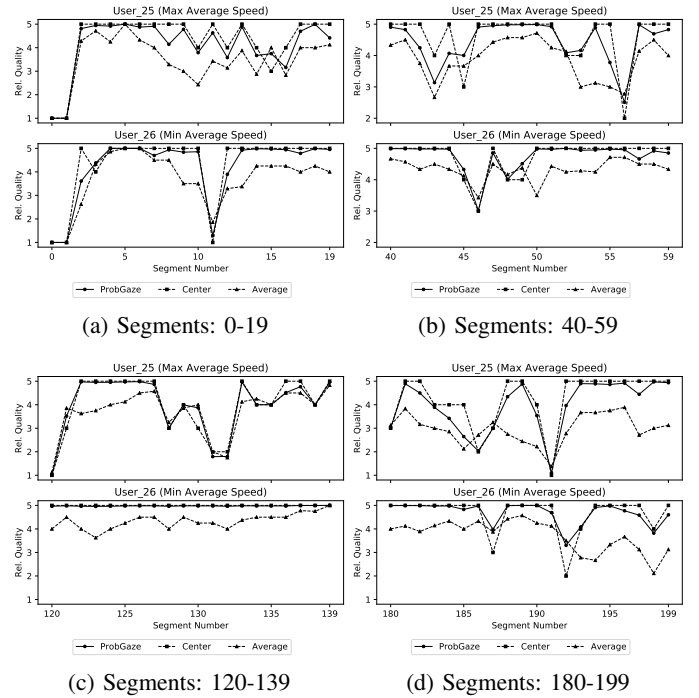 User_25 (Max Average Speed)
Rel. Quality
5
4
3
2
1
User_26 (Min Average Speed)
Rel. Quality
5
4
3
2
1
0 5 10 15 19
Segment Number
ProbGaze Center Average
(a) Segments: 0-19
User_25 (Max Average Speed)
Rel. Quality
5
4
3
2
User_26 (Min Average Speed)
Rel. Quality
5
4
3
2
40 45 50 55 59
Segment Number
ProbGaze Center Average
(b) Segments: 40-59
User_25 (Max Average Speed)
Rel. Quality
5
4
3
2
1
User_26 (Min Average Speed)
Rel. Quality
5
4
3
2
1
120 125 130 135 139
Segment Number
ProbGaze Center Average
(c) Segments: 120-139
User_25 (Max Average Speed)
Rel. Quality
5
4
3
2
1
User_26 (Min Average Speed)
Rel. Quality
5
4
3
2
1
180 185 190 195 199
Segment Number
ProbGaze Center Average
(d) Segments: 180-199